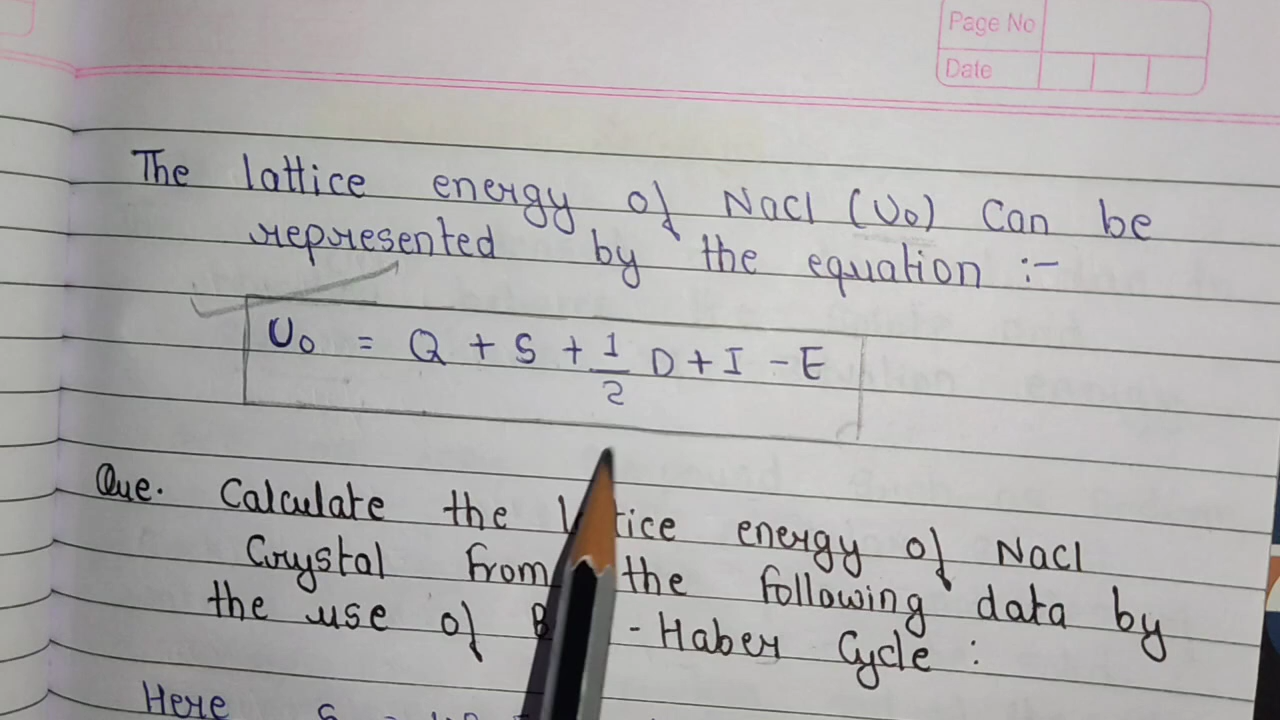 Page No
Date
The lattice energy of Nacl (U₀) Can be
represented by the equation :-
U₀ = Q + S + 1/2 D + I - E
Que. Calculate the energy of Nacl
Crystal from the following data by
the use of - Haber Cycle :
Here S =